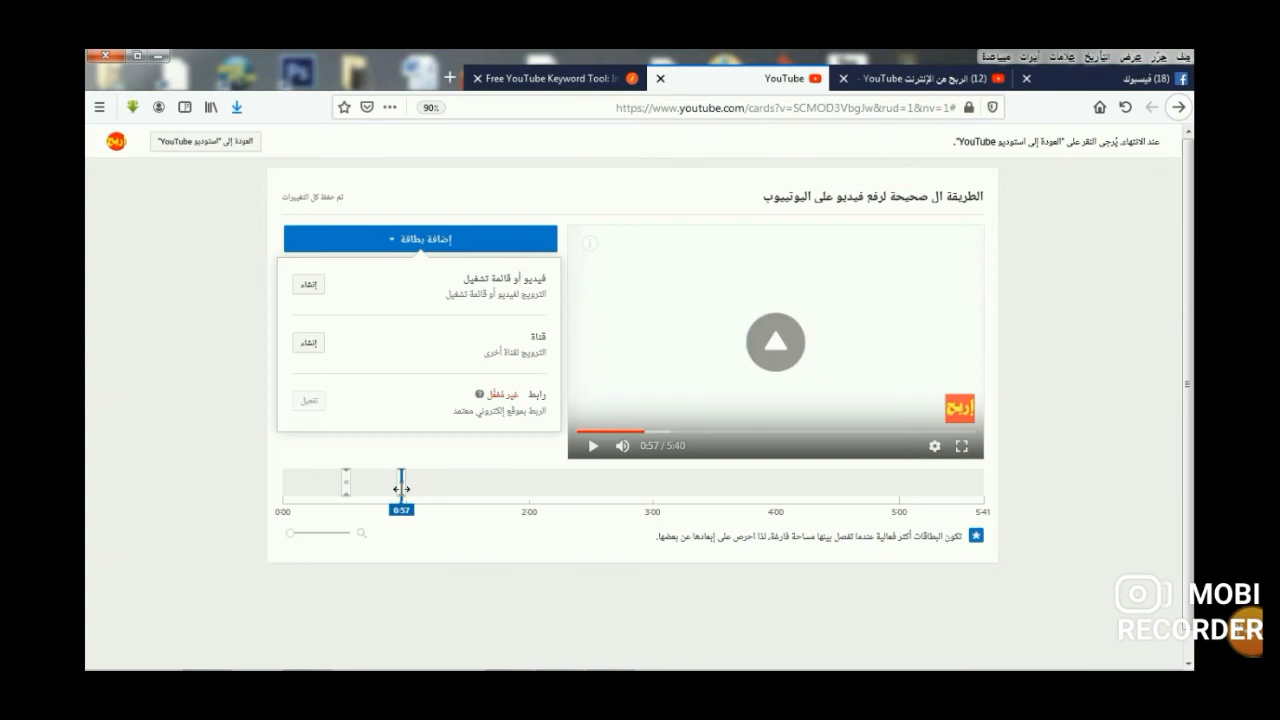 ملف حرّر عرض التأريخ علامات أدوات مساعدة
(18) فيسبوك
(12) الربح من الإنترنت - YouTube
YouTube
Free YouTube Keyword Tool: I
https://www.youtube.com/cards?v=SCMOD3VbgJw&rud=1&nv=1#
90%
عند الانتهاء، يُرجى النقر على "العودة إلى استوديو YouTube".
العودة إلى "استوديو YouTube"
إربح
الطريقة ال صحيحة لرفع فيديو على اليوتييوب
تم حفظ كل التغييرات
إضافة بطاقة
فيديو أو قائمة تشغيل
الترويج لفيديو أو قائمة تشغيل
إنشاء
قناة
الترويج لقناة أخرى
إنشاء
رابط غير مُفعَّل
الربط بموقع إلكتروني معتمد
تفعيل
إربح
0:57 / 5:40
0:57
0:00 2:00 3:00 4:00 5:00 5:41
تكون البطاقات أكثر فعالية عندما تفصل بينها مساحة فارغة، لذا احرص على إبعادها عن بعضها.
MOBI
RECORDER